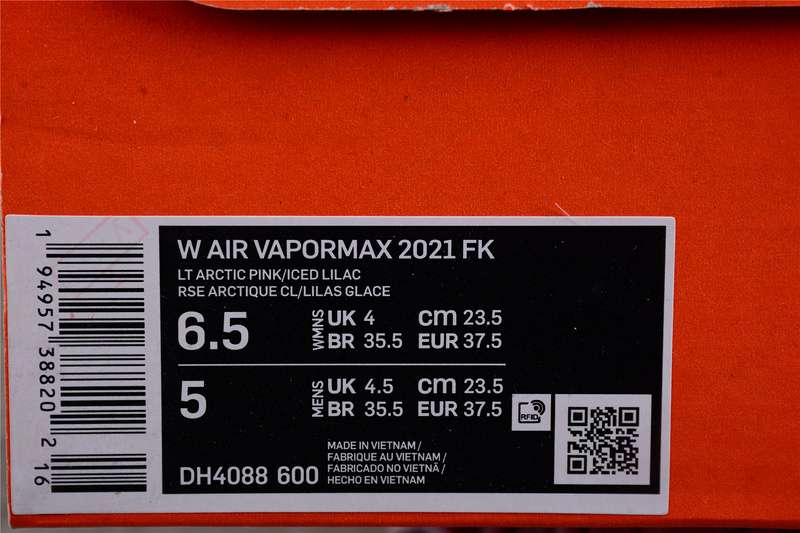 W AIR VAPORMAX 2021 FK
LT ARCTIC PINK/ICED LILAC
RSE ARCTIQUE CL/LILAS GLACE
6.5 WMNS UK 4 cm 23.5
BR 35.5 EUR 37.5
5 MENS UK 4.5 cm 23.5
BR 35.5 EUR 37.5
RFID
MADE IN VIETNAM /
FABRIQUE AU VIETNAM /
FABRICADO NO VIETNÃ /
HECHO EN VIETNAM
DH4088 600
1 94957 38820 2 16